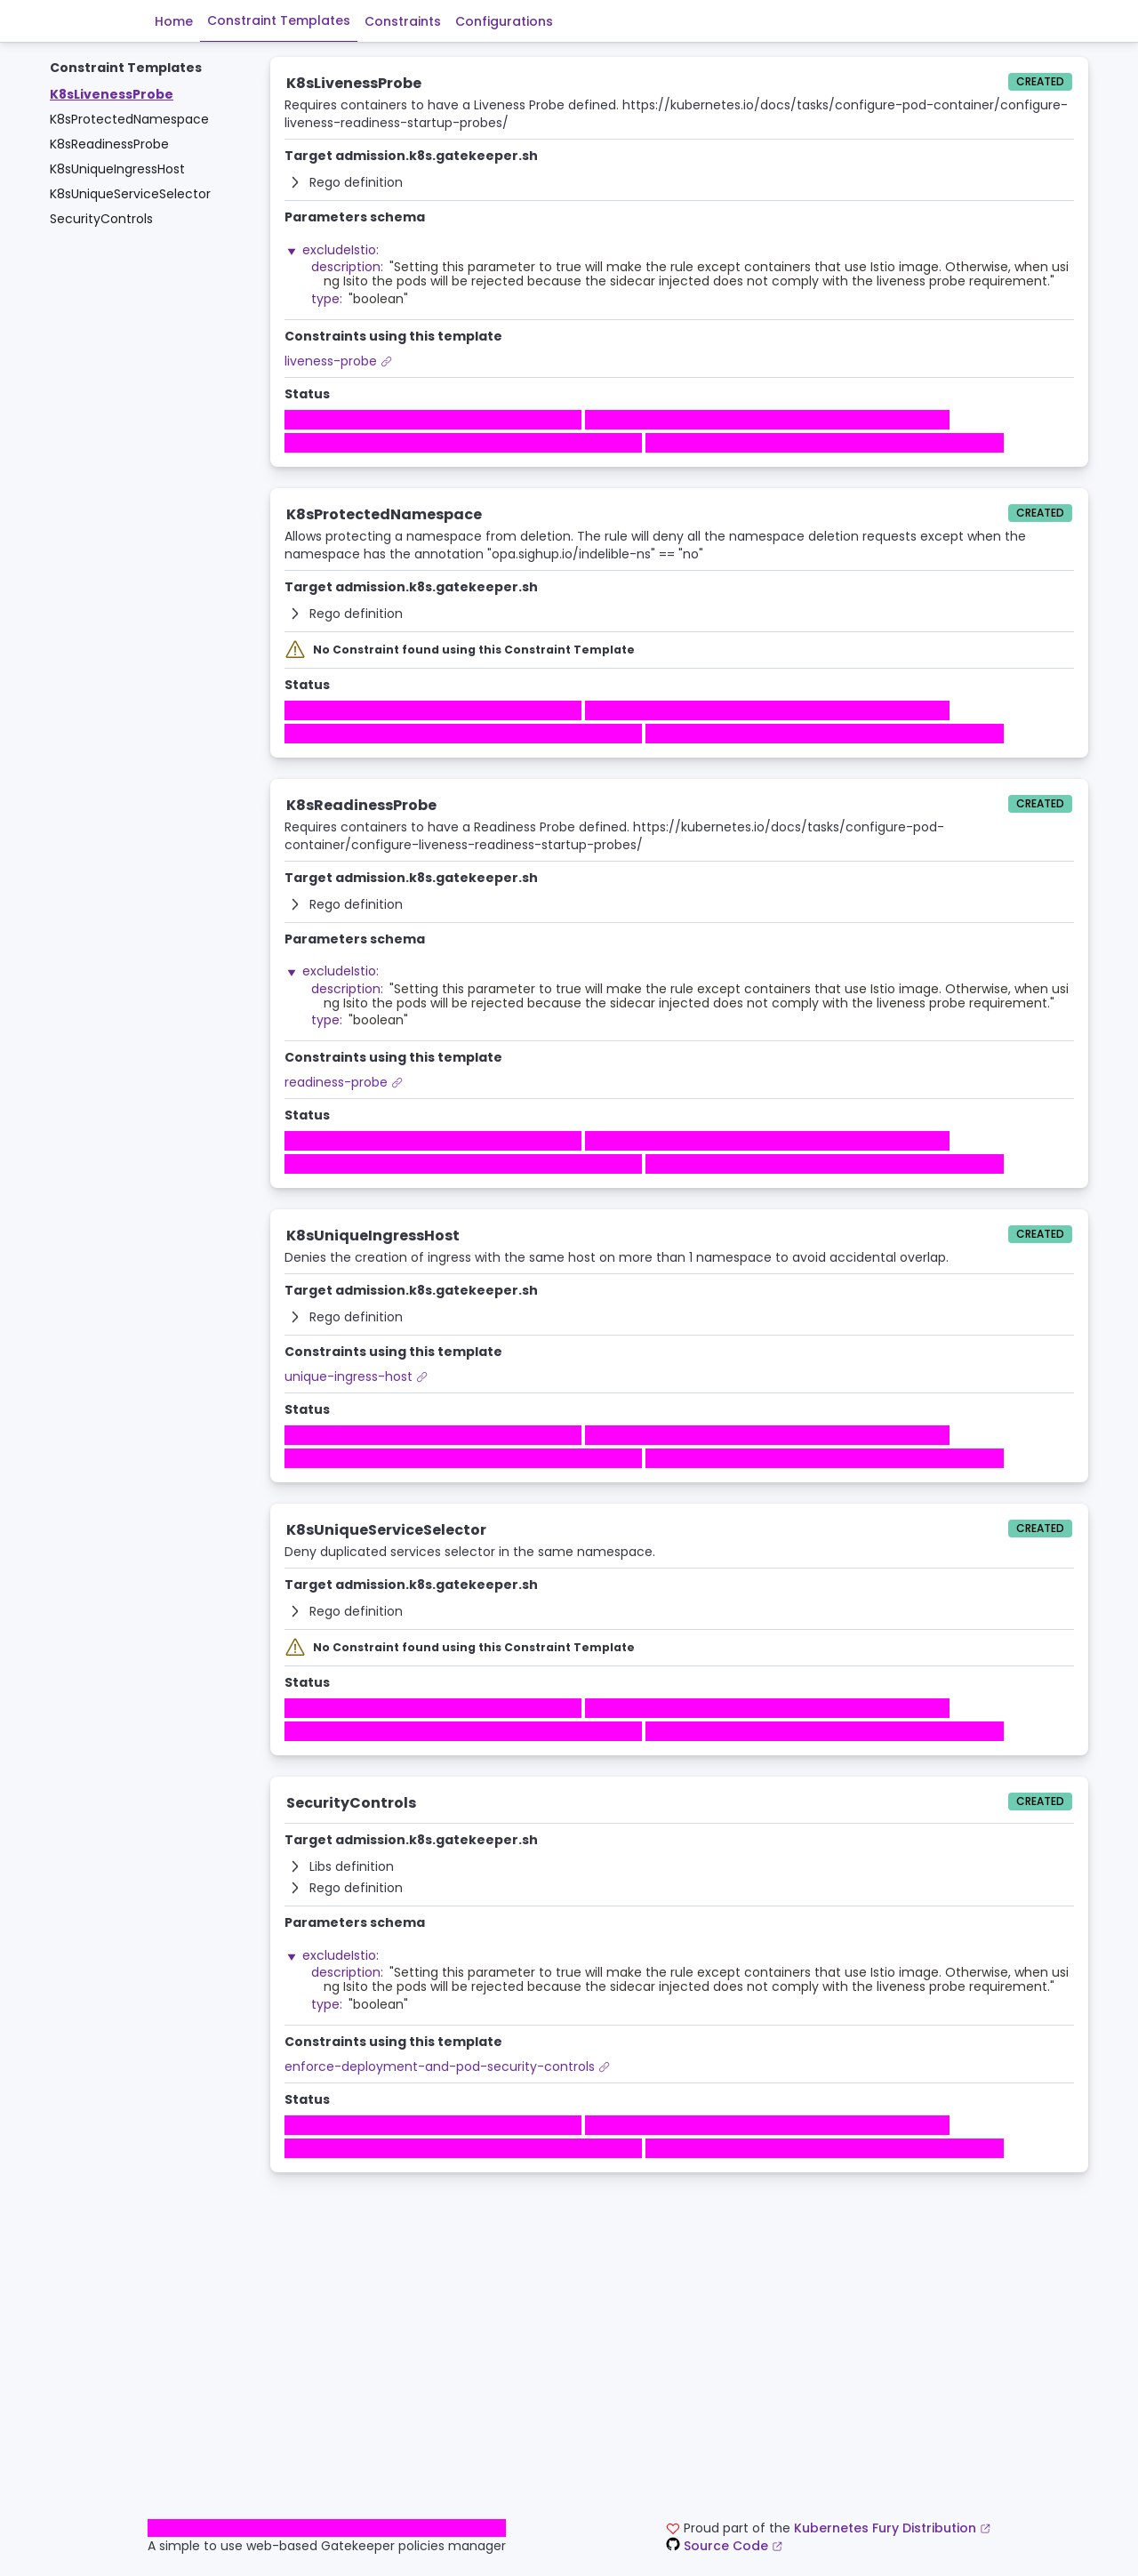 Home Constraint Templates Constraints Configurations
Constraint Templates
K8sLivenessProbe
K8sProtectedNamespace
K8sReadinessProbe
K8sUniqueIngressHost
K8sUniqueServiceSelector
SecurityControls
K8sLivenessProbe CREATED
Requires containers to have a Liveness Probe defined. https://kubernetes.io/docs/tasks/configure-pod-container/configure-
liveness-readiness-startup-probes/
Target admission.k8s.gatekeeper.sh
Rego definition
Parameters schema
excludeIstio:
description: "Setting this parameter to true will make the rule except containers that use Istio image. Otherwise, when usi
ng Isito the pods will be rejected because the sidecar injected does not comply with the liveness probe requirement."
type: "boolean"
Constraints using this template
liveness-probe
Status
K8sProtectedNamespace CREATED
Allows protecting a namespace from deletion. The rule will deny all the namespace deletion requests except when the
namespace has the annotation "opa.sighup.io/indelible-ns" == "no"
Target admission.k8s.gatekeeper.sh
Rego definition
No Constraint found using this Constraint Template
Status
K8sReadinessProbe CREATED
Requires containers to have a Readiness Probe defined. https://kubernetes.io/docs/tasks/configure-pod-
container/configure-liveness-readiness-startup-probes/
Target admission.k8s.gatekeeper.sh
Rego definition
Parameters schema
excludeIstio:
description: "Setting this parameter to true will make the rule except containers that use Istio image. Otherwise, when usi
ng Isito the pods will be rejected because the sidecar injected does not comply with the liveness probe requirement."
type: "boolean"
Constraints using this template
readiness-probe
Status
K8sUniqueIngressHost CREATED
Denies the creation of ingress with the same host on more than 1 namespace to avoid accidental overlap.
Target admission.k8s.gatekeeper.sh
Rego definition
Constraints using this template
unique-ingress-host
Status
K8sUniqueServiceSelector CREATED
Deny duplicated services selector in the same namespace.
Target admission.k8s.gatekeeper.sh
Rego definition
No Constraint found using this Constraint Template
Status
SecurityControls CREATED
Target admission.k8s.gatekeeper.sh
Libs definition
Rego definition
Parameters schema
excludeIstio:
description: "Setting this parameter to true will make the rule except containers that use Istio image. Otherwise, when usi
ng Isito the pods will be rejected because the sidecar injected does not comply with the liveness probe requirement."
type: "boolean"
Constraints using this template
enforce-deployment-and-pod-security-controls
Status
Proud part of the Kubernetes Fury Distribution
A simple to use web-based Gatekeeper policies manager
Source Code